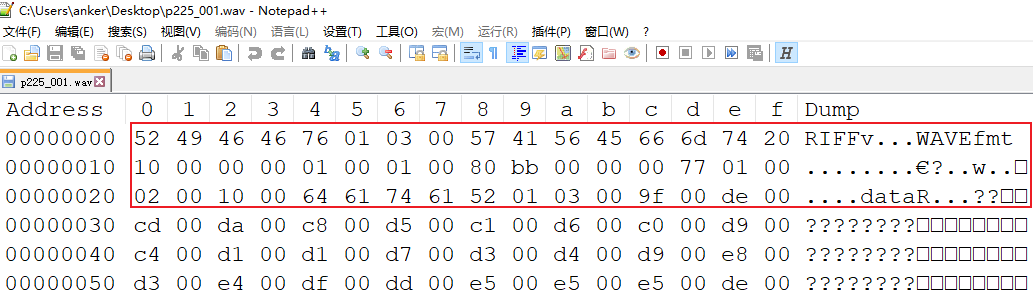 C:\Users\anker\Desktop\p225_001.wav - Notepad++
文件(F) 编辑(E) 搜索(S) 视图(V) 编码(N) 语言(L) 设置(T) 工具(O) 宏(M) 运行(R) 插件(P) 窗口(W) ?
p225_001.wav
Address 0 1 2 3 4 5 6 7 8 9 a b c d e f Dump
00000000 52 49 46 46 76 01 03 00 57 41 56 45 66 6d 74 20 RIFFv...WAVEfmt
00000010 10 00 00 00 01 00 01 00 80 bb 00 00 00 77 01 00 ........€?..w..□
00000020 02 00 10 00 64 61 74 61 52 01 03 00 9f 00 de 00 ....dataR...??□□
00000030 cd 00 da 00 c8 00 d5 00 c1 00 d6 00 c0 00 d9 00 ????????□□□□□□□□
00000040 c4 00 d1 00 d1 00 d7 00 d3 00 d4 00 d9 00 e8 00 ????????□□□□□□□□
00000050 d3 00 e4 00 df 00 dd 00 e5 00 e5 00 e5 00 de 00 ????????□□□□□□□□